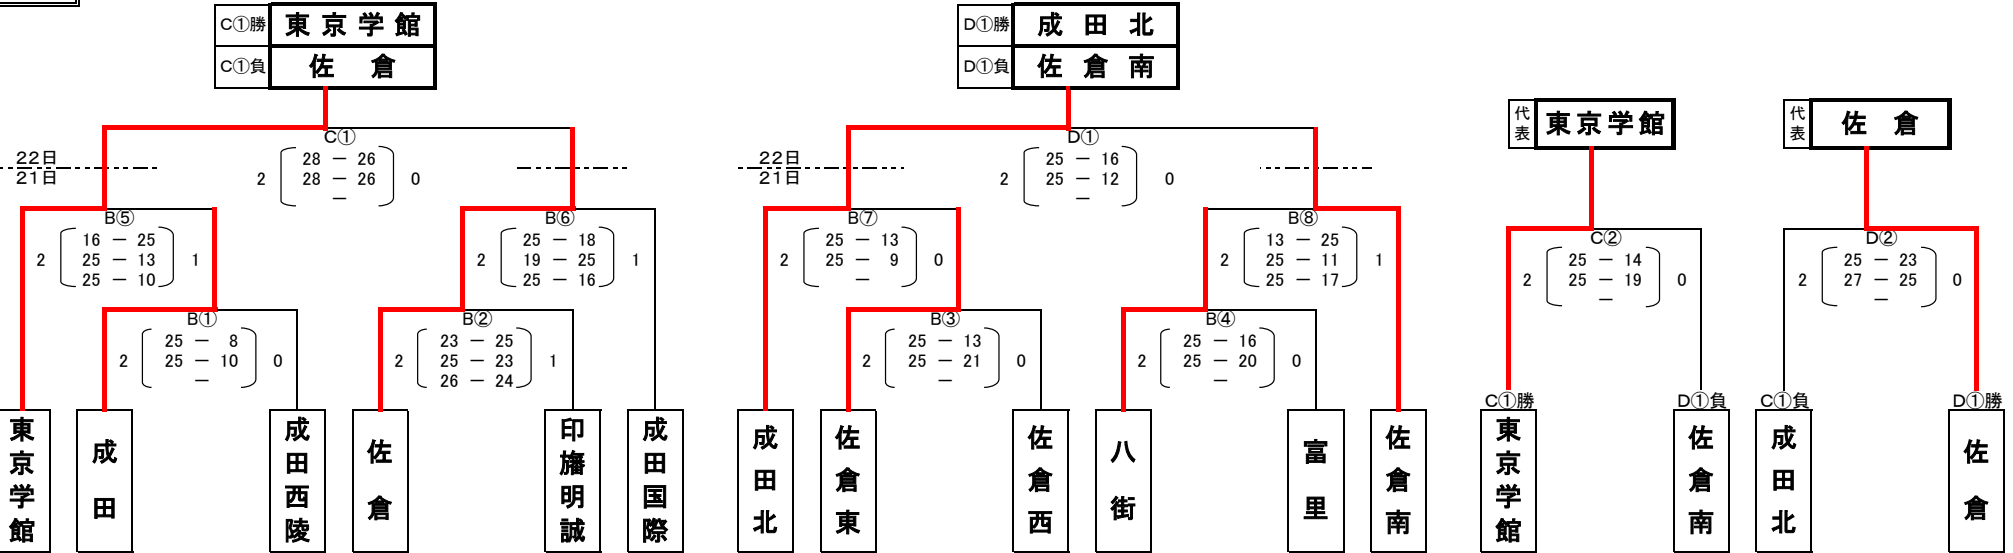 C①勝 東京学館
C①負 佐倉
D①勝 成田北
D①負 佐倉南
代表 東京学館
代表 佐倉
C①
22日
21日
2 28 － 26 0
28 － 26
－
D①
22日
21日
2 25 － 16 0
25 － 12
－
B⑤
16 － 25
2 25 － 13 1
25 － 10
B⑥
25 － 18
2 19 － 25 1
25 － 16
B⑦
25 － 13
2 25 － 9 0
－
B⑧
13 － 25
2 25 － 11 1
25 － 17
C②
25 － 14
2 25 － 19 0
－
D②
25 － 23
2 27 － 25 0
－
B①
25 － 8
2 25 － 10 0
－
B②
23 － 25
2 25 － 23 1
26 － 24
B③
25 － 13
2 25 － 21 0
－
B④
25 － 16
2 25 － 20 0
－
C①勝
D①負
C①負
D①勝
東京学館
成田
成田西陵
佐倉
印旛明誠
成田国際
成田北
佐倉東
佐倉西
八街
富里
佐倉南
東京学館
佐倉南
成田北
佐倉